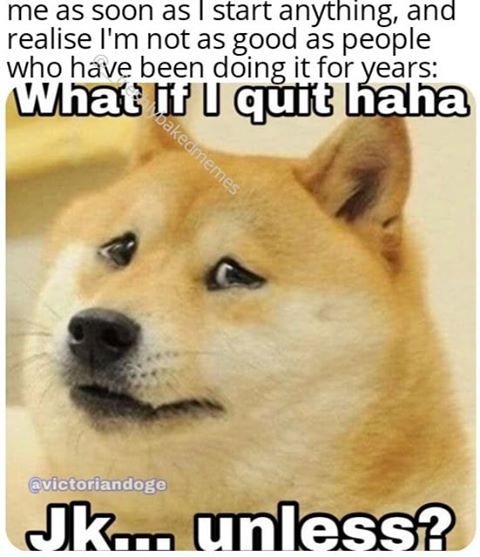 me as soon as I start anything, and
realise I'm not as good as people
who have been doing it for years:
What if I quit haha
@victoriandoge
Jk... unless?